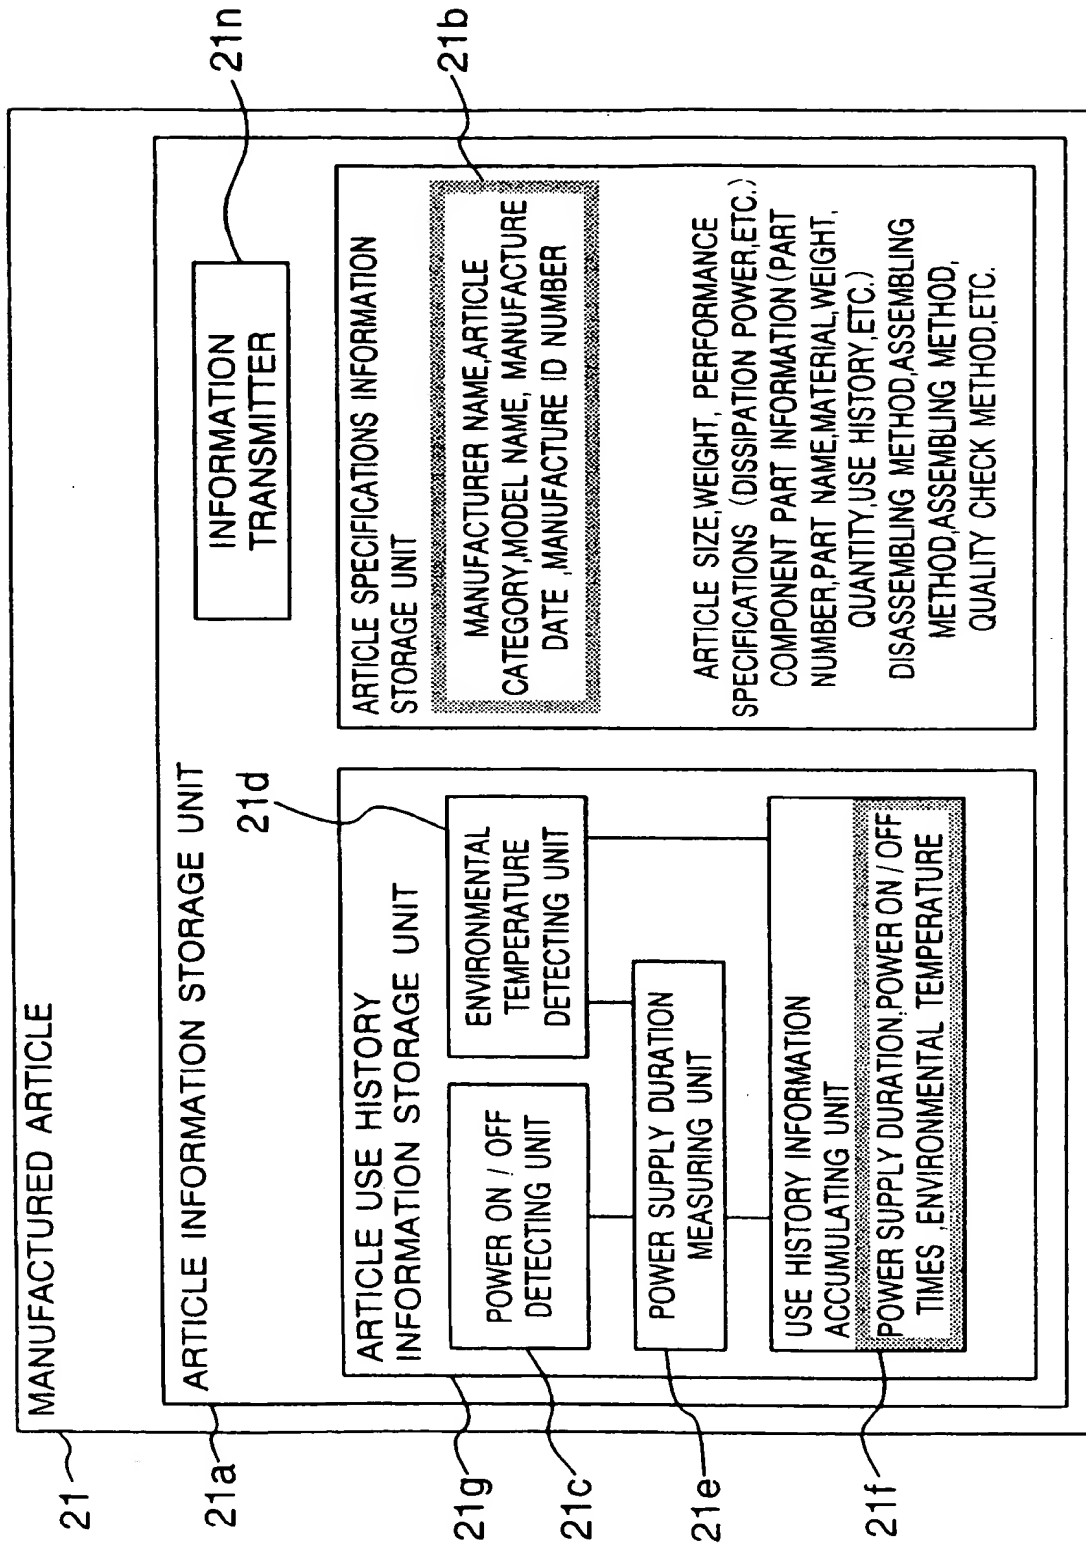 MANUFACTURED ARTICLE
21
ARTICLE INFORMATION STORAGE UNIT
21a
INFORMATION
TRANSMITTER
21n
ARTICLE USE HISTORY
INFORMATION STORAGE UNIT
21g
21d
POWER ON / OFF
DETECTING UNIT
21c
ENVIRONMENTAL
TEMPERATURE
DETECTING UNIT
POWER SUPPLY DURATION
MEASURING UNIT
21e
USE HISTORY INFORMATION
ACCUMULATING UNIT
POWER SUPPLY DURATION,POWER ON / OFF
TIMES ,ENVIRONMENTAL TEMPERATURE
21f
ARTICLE SPECIFICATIONS INFORMATION
STORAGE UNIT
21b
MANUFACTURER NAME,ARTICLE
CATEGORY,MODEL NAME, MANUFACTURE
DATE ,MANUFACTURE ID NUMBER
ARTICLE SIZE,WEIGHT, PERFORMANCE
SPECIFICATIONS (DISSIPATION POWER,ETC.)
COMPONENT PART INFORMATION (PART
NUMBER,PART NAME,MATERIAL,WEIGHT,
QUANTITY,USE HISTORY,ETC.)
DISASSEMBLING METHOD,ASSEMBLING
METHOD,ASSEMBLING METHOD,
QUALITY CHECK METHOD,ETC.